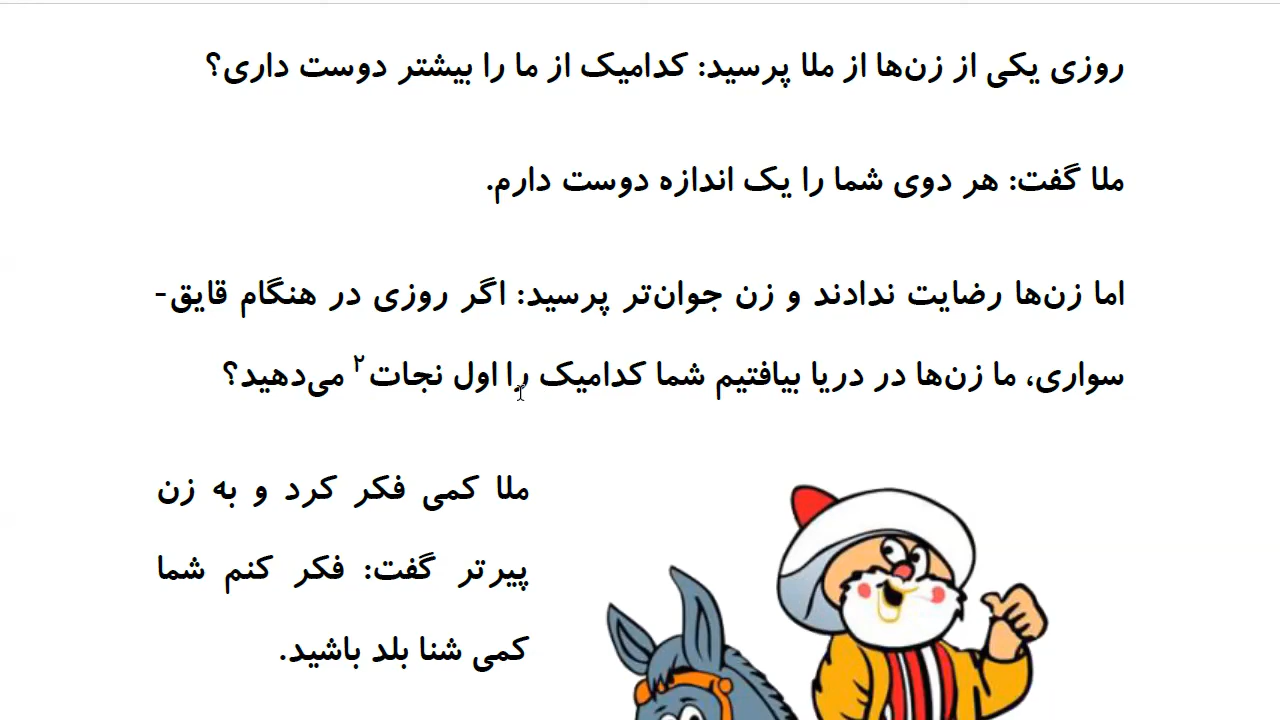 روزی یکی از زن‌ها از ملا پرسید: کدامیک از ما را بیشتر دوست داری؟
ملا گفت: هر دوی شما را یک اندازه دوست دارم.
اما زن‌ها رضایت ندادند و زن جوان‌تر پرسید: اگر روزی در هنگام قایق-
سواری، ما زن‌ها در دریا بیافتیم شما کدامیک را اول نجات۲ می‌دهید؟
ملا کمی فکر کرد و به زن
پیرتر گفت: فکر کنم شما
کمی شنا بلد باشید.